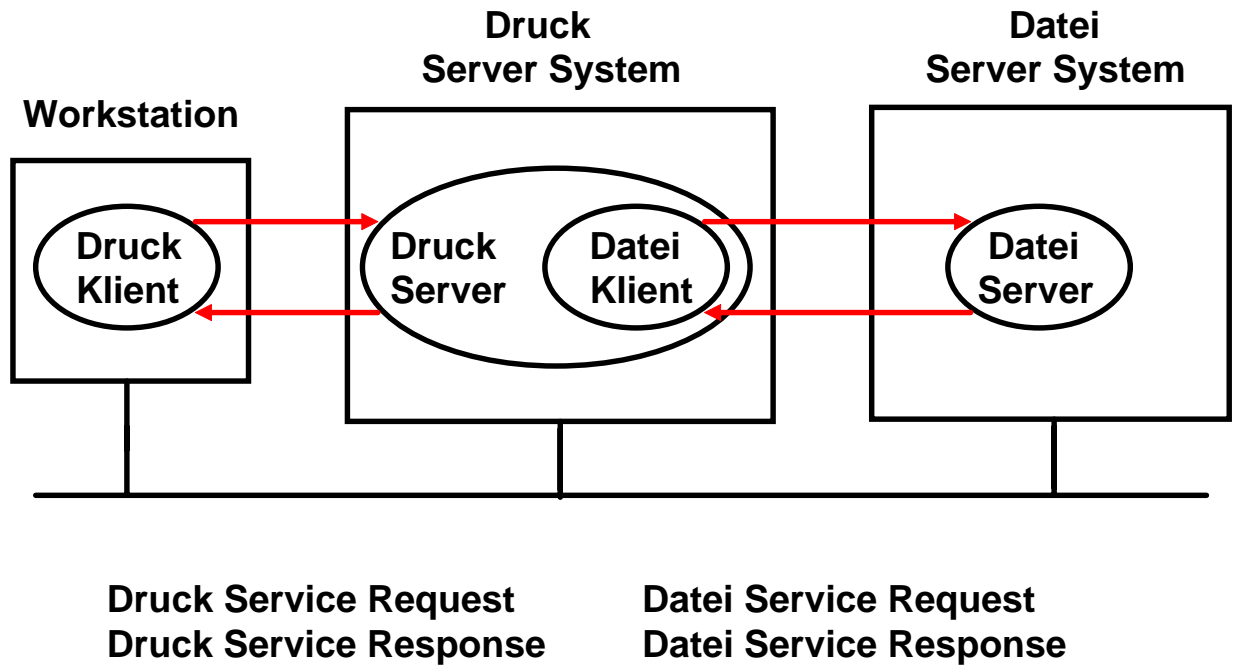 Druck
Server System
Datei
Server System
Workstation
Druck
Klient
Druck
Server
Datei
Klient
Datei
Server
Druck Service Request
Druck Service Response
Datei Service Request
Datei Service Response